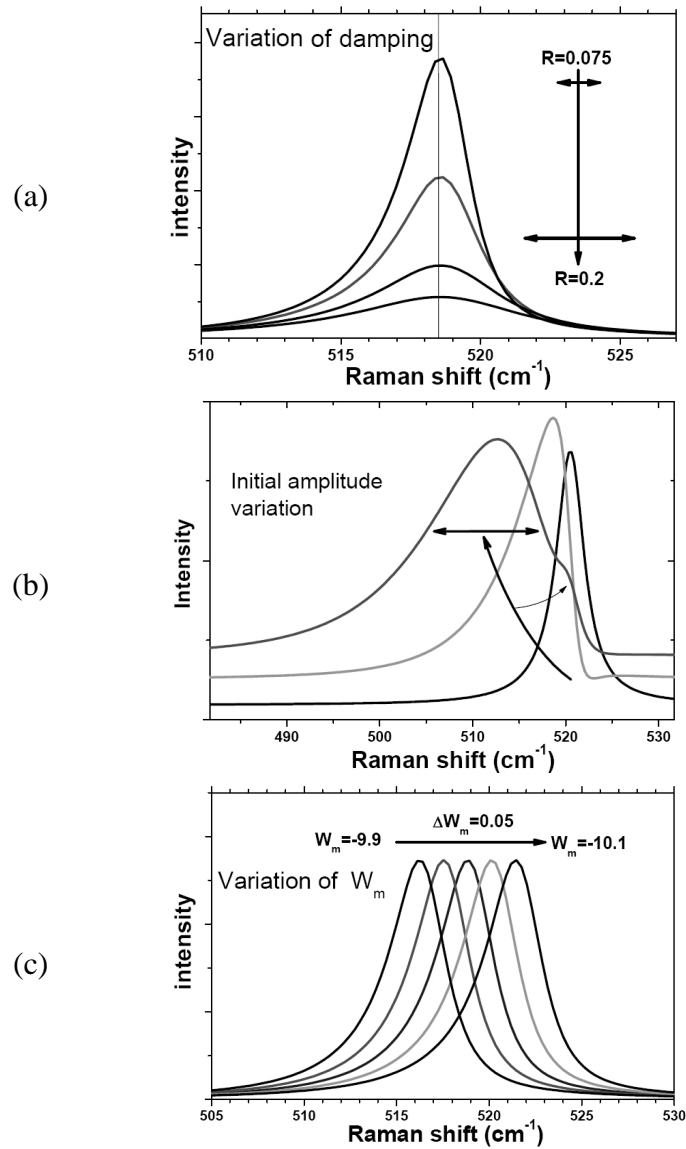 (a)
Variation of damping
R=0.075
R=0.2
intensity
510 515 520 525
Raman shift (cm⁻¹)
(b)
Initial amplitude
variation
Intensity
490 500 510 520 530
Raman shift (cm⁻¹)
(c)
ΔWₘ=0.05
Wₘ=-9.9 Wₘ=-10.1
Variation of Wₘ
intensity
505 510 515 520 525 530
Raman shift (cm⁻¹)